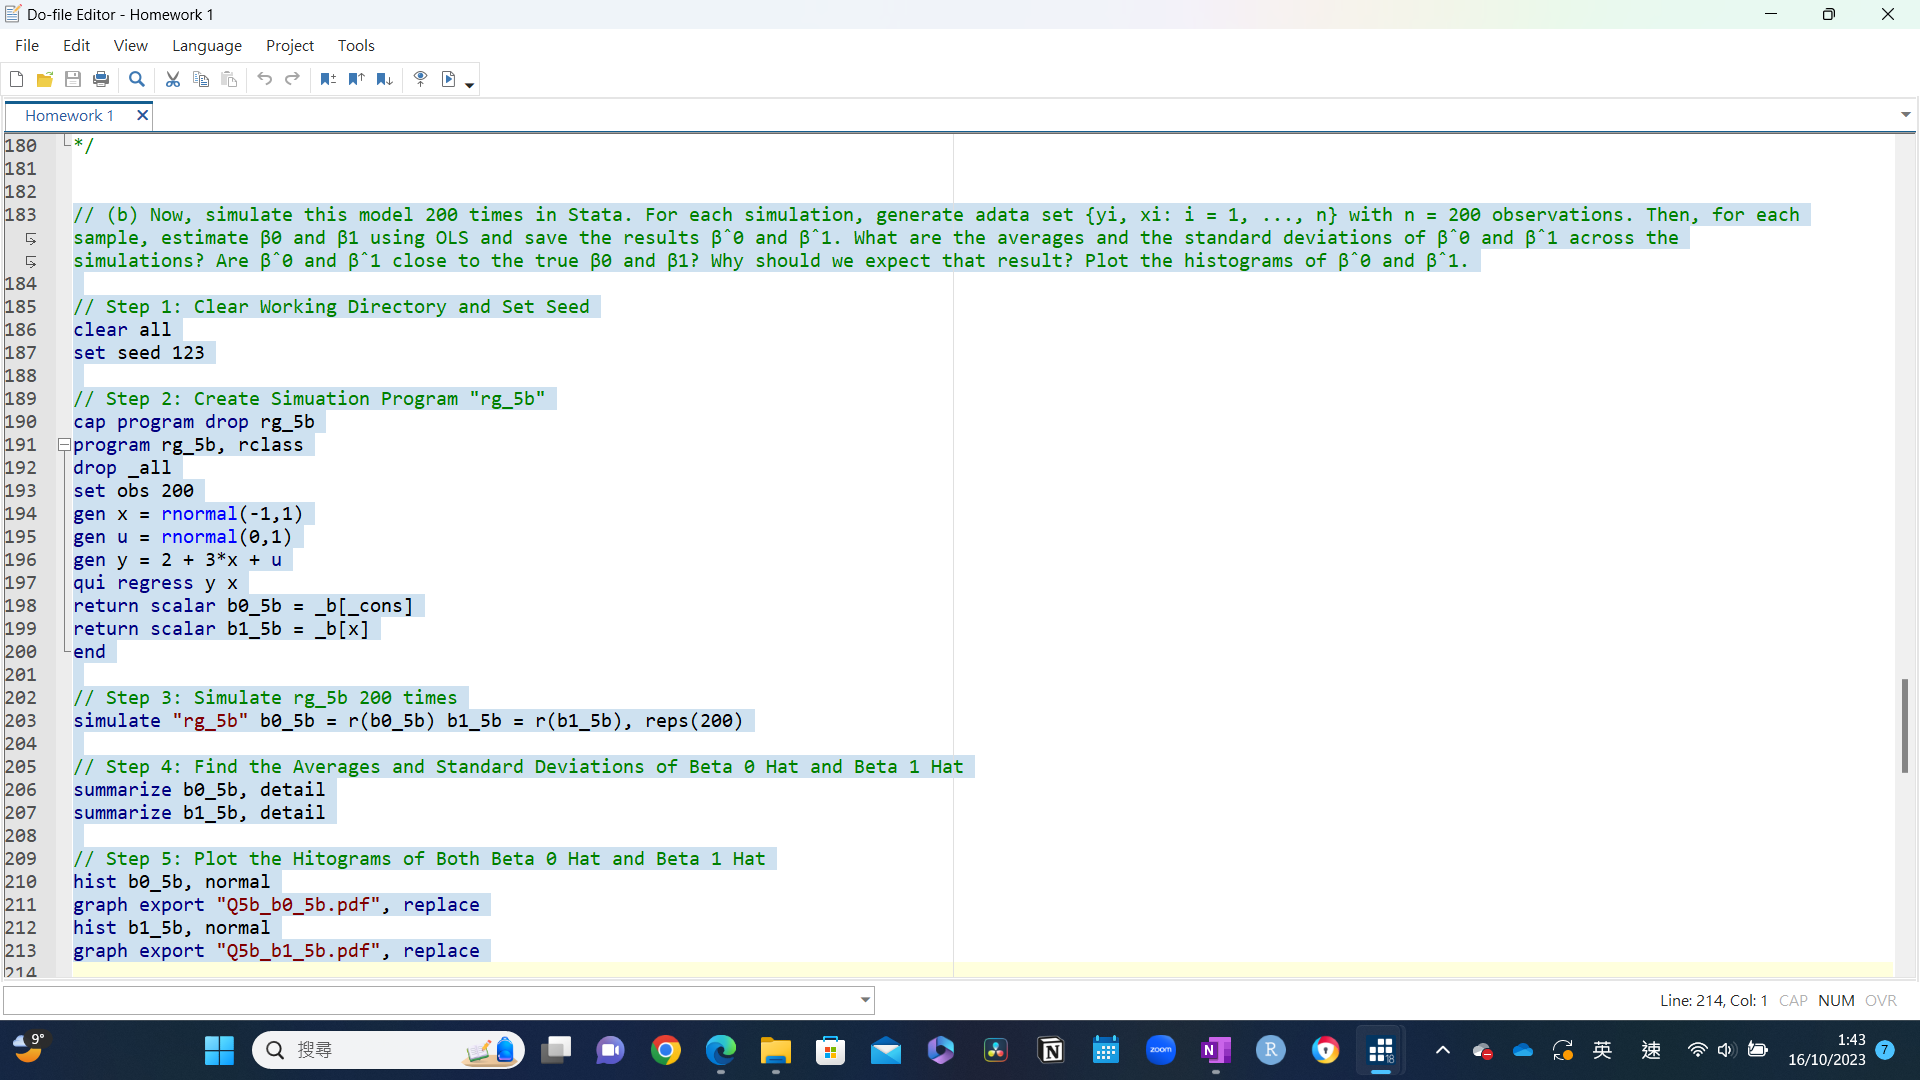 Do-file Editor - Homework 1
File Edit View Language Project Tools
Homework 1
180 */
181
182
183 // (b) Now, simulate this model 200 times in Stata. For each simulation, generate adata set {yi, xi: i = 1, ..., n} with n = 200 observations. Then, for each
sample, estimate β0 and β1 using OLS and save the results βˆ0 and βˆ1. What are the averages and the standard deviations of βˆ0 and βˆ1 across the
simulations? Are βˆ0 and βˆ1 close to the true β0 and β1? Why should we expect that result? Plot the histograms of βˆ0 and βˆ1.
184
185 // Step 1: Clear Working Directory and Set Seed
186 clear all
187 set seed 123
188
189 // Step 2: Create Simuation Program "rg_5b"
190 cap program drop rg_5b
191 program rg_5b, rclass
192 drop _all
193 set obs 200
194 gen x = rnormal(-1,1)
195 gen u = rnormal(0,1)
196 gen y = 2 + 3*x + u
197 qui regress y x
198 return scalar b0_5b = _b[_cons]
199 return scalar b1_5b = _b[x]
200 end
201
202 // Step 3: Simulate rg_5b 200 times
203 simulate "rg_5b" b0_5b = r(b0_5b) b1_5b = r(b1_5b), reps(200)
204
205 // Step 4: Find the Averages and Standard Deviations of Beta 0 Hat and Beta 1 Hat
206 summarize b0_5b, detail
207 summarize b1_5b, detail
208
209 // Step 5: Plot the Hitograms of Both Beta 0 Hat and Beta 1 Hat
210 hist b0_5b, normal
211 graph export "Q5b_b0_5b.pdf", replace
212 hist b1_5b, normal
213 graph export "Q5b_b1_5b.pdf", replace
214
Line: 214, Col: 1 CAP NUM OVR
9°
搜尋
zoom
N
R
18
英
速
1:43
16/10/2023
7